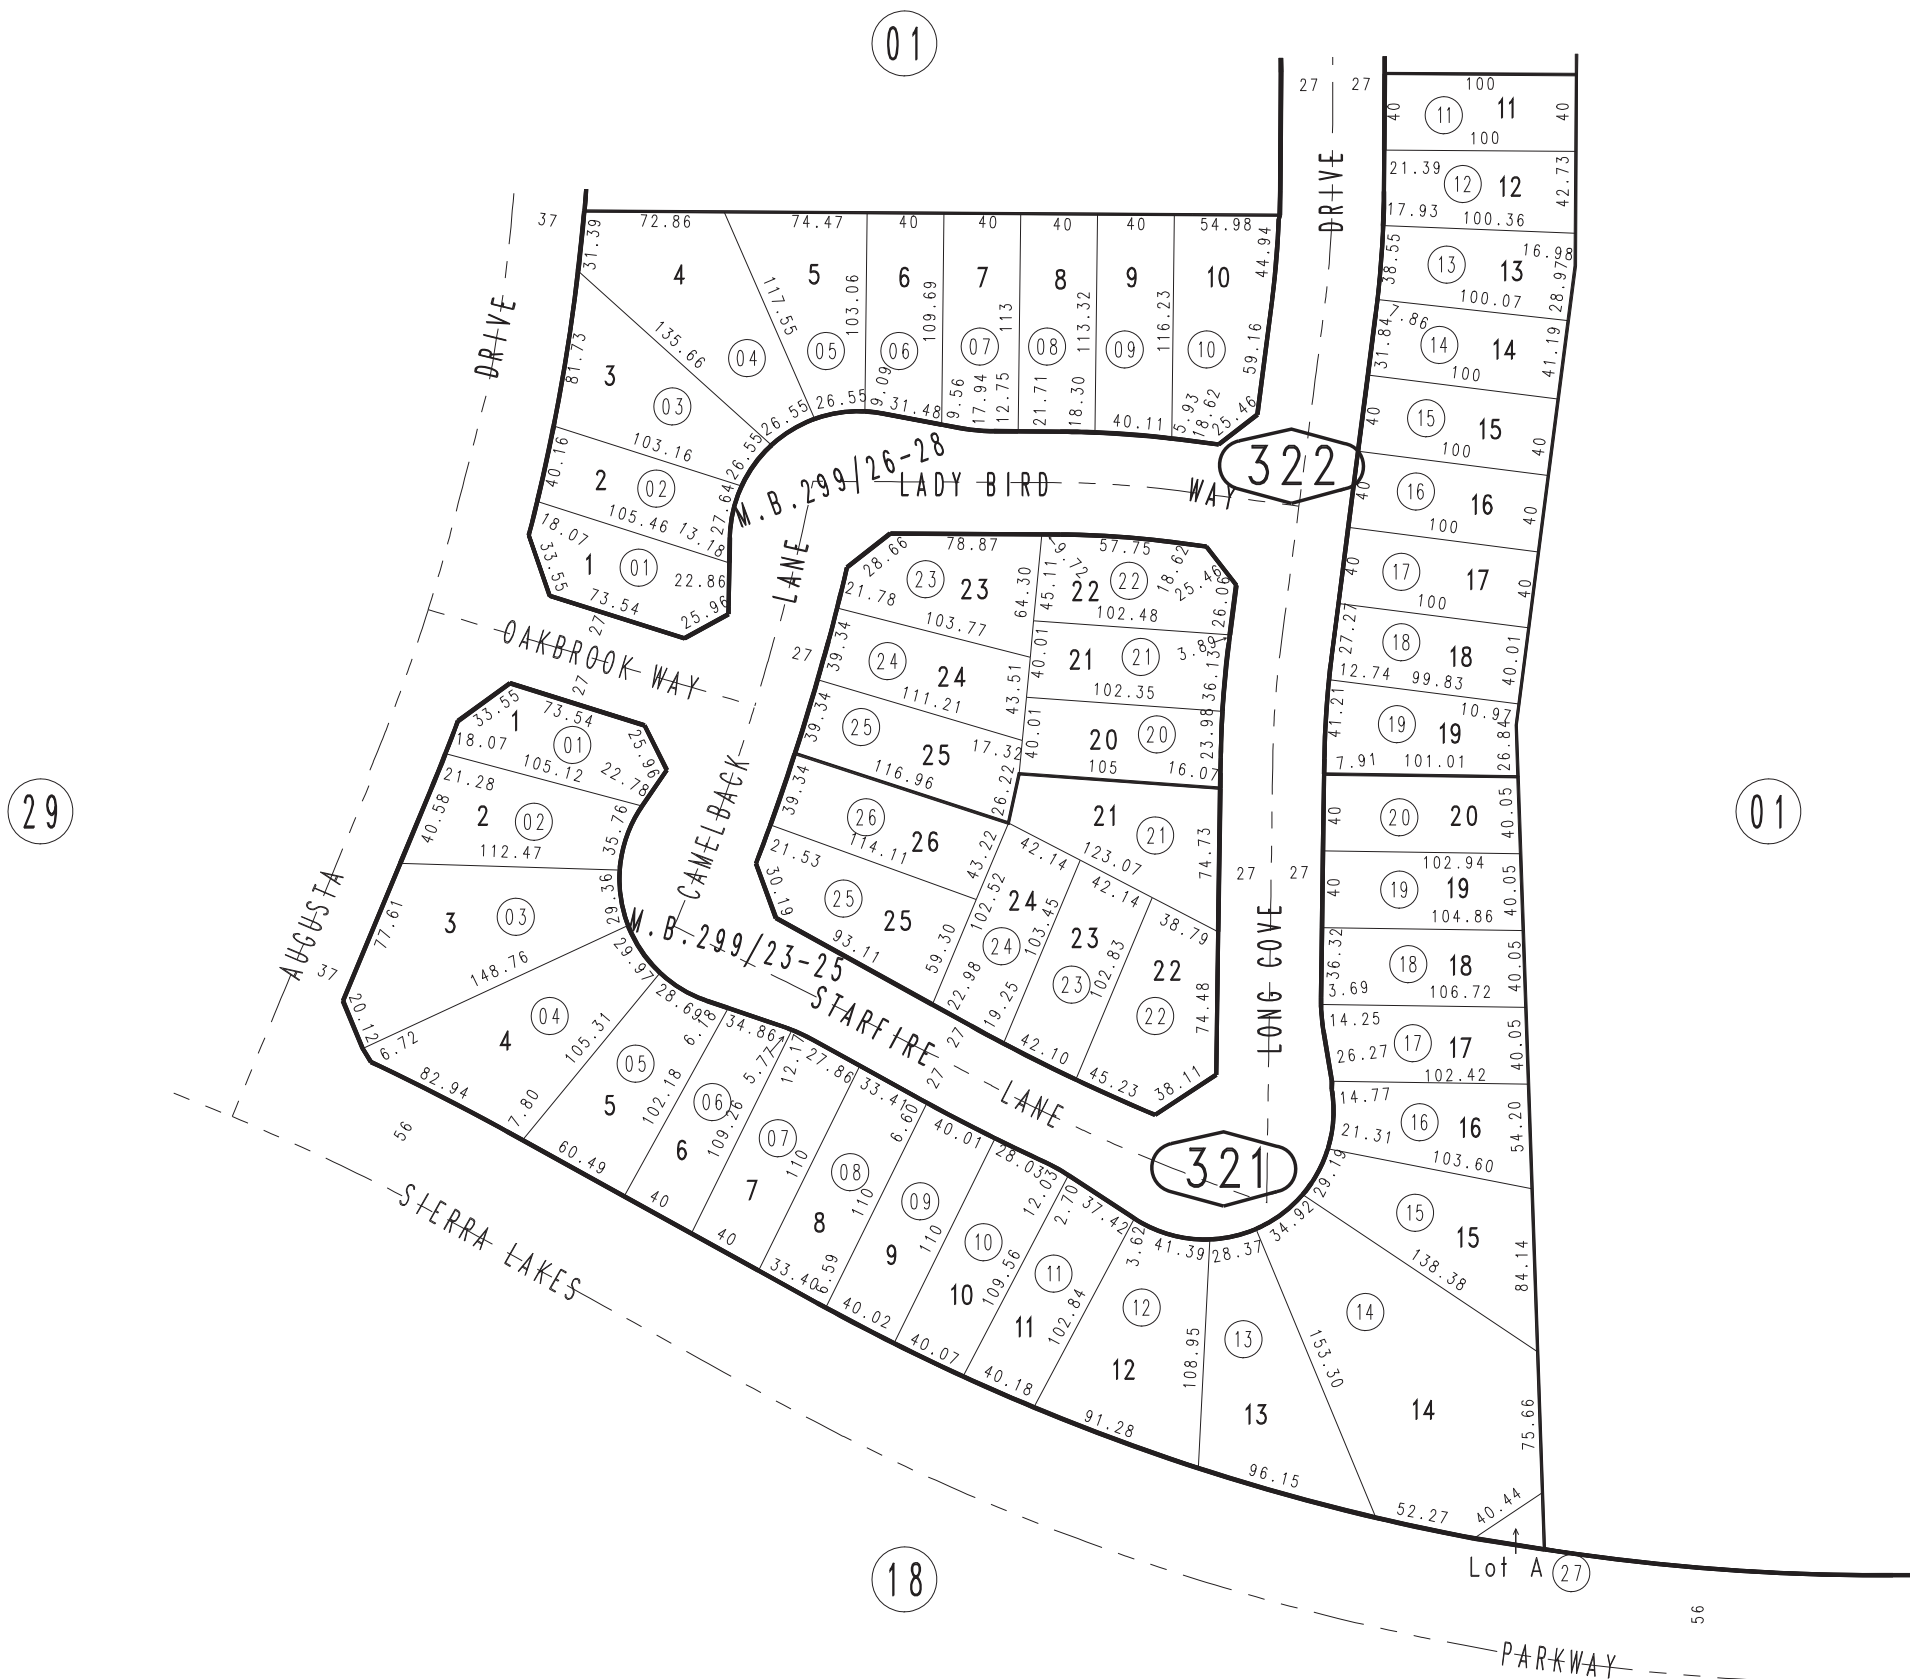 01
27 27
100
40 11 11 40
100
21.39 12 12 42.73
17.93 100.36
38.55 13 13 16.98
28.97
100.07
31.84 7.86 14 14 41.19
100
40 15 15 40
100
40 16 16 40
100
40 17 17 40
100
27.27 18 18 40.01
12.74 99.83
41.21 19 19 10.97
26.84
7.91 101.01
40 20 20 40.05
102.94
40 19 19 40.05
104.86
36.32 18 18 40.05
3.69 106.72
14.25
26.27 17 17 40.05
102.42
14.77
21.31 16 16 54.20
103.60
29.19 15 15 84.14
138.38
34.92 14 14 75.66
153.30
52.27 40.44
Lot A 27
37
DRIVE
DRIVE
31.39 72.86 74.47 40 40 40 40 54.98 44.94
4 5 6 7 8 9 10
117.55 103.06 109.69 113 113.32 116.23 59.16
135.66 04 05 06 07 08 09 10
81.73 3 03
26.55 26.55 26.55 9.09 31.48 9.56 17.94 12.75 21.71 18.30 40.11 5.93 18.62 25.46
103.16
40.16 2 02 27.64
105.46 13.18
18.07 1 01 22.86
33.55 73.54 25.96
27
M.B.299/26-28
LADY BIRD WAY
322
LANE
OAKBROOK WAY
27
27
28.66 78.87 9.72 57.75 18.62 25.46
23 23 64.30 45.11 22 22 26.06
21.78 103.77 102.48
39.34 24 24 43.51 40.01 21 21 3.89 36.13
111.21 102.35
39.34 25 25 17.32 40.01 20 20 23.98
116.96 26.22 105 16.07
39.34 26 26 43.22
114.11
21.53
30.19 25 25 59.30
93.11
42.14 21 21 74.73
123.07
102.52 24 24 42.14
22.98 103.45 23 23 38.79
19.25 102.83 22 22 74.48
42.10 45.23 38.11
27 27
LONG COVE
CAMELBACK
M.B.299/23-25
STARFIRE LANE
27
27
321
33.55 73.54 25.96
1 01
18.07 105.12 22.78
21.28
40.58 2 02 35.76
112.47
77.61 3 03 29.36
148.76 29.97
20.12 6.72
4 04 105.31 28.69
82.94 7.80
5 05 6.78 34.86
102.18
60.49
6 06 5.77 12.17 27.86
109.26
40
7 07 110 33.41
40
8 08 110 6.60
33.40 6.59
9 09 110 40.01
40.02
10 10 28.03 12.03
109.56
40.07
11 11 2.70 37.42
102.84
40.18
12 12 3.62 41.39
108.95
91.28
13 13 28.37
96.15
29
01
AUGUSTA
37
56
SIERRA LAKES
18
56
PARKWAY